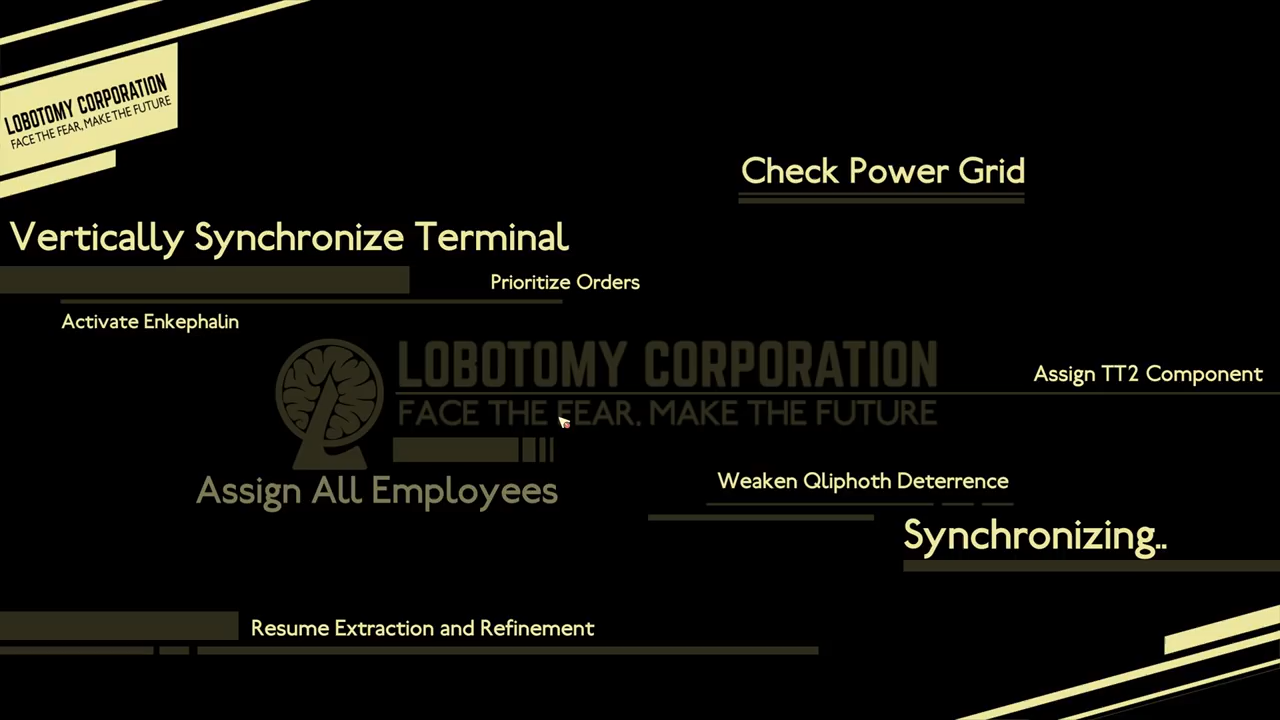 LOBOTOMY CORPORATION
FACE THE FEAR, MAKE THE FUTURE
Check Power Grid
Vertically Synchronize Terminal
Prioritize Orders
Activate Enkephalin
LOBOTOMY CORPORATION
FACE THE FEAR, MAKE THE FUTURE
Assign TT2 Component
Assign All Employees
Weaken Qliphoth Deterrence
Synchronizing..
Resume Extraction and Refinement